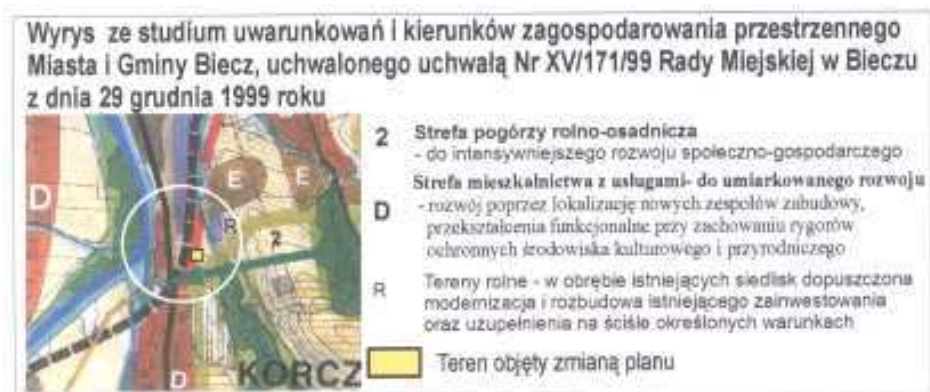 Wyrys ze studium uwarunkowań i kierunków zagospodarowania przestrzennego
Miasta i Gminy Biecz, uchwalonego uchwałą Nr XV/171/99 Rady Miejskiej w Bieczu
z dnia 29 grudnia 1999 roku
2 Strefa pogórzy rolno-osadnicza
- do intensywniejszego rozwoju społeczno-gospodarczego
Strefa mieszkalnictwa z usługami- do umiarkowanego rozwoju
D - rozwój poprzez lokalizację nowych zespołów zabudowy,
przekształcenia funkcjonalne przy zachowaniu rygorów
ochronnych środowiska kulturowego i przyrodniczego
R Tereny rolne - w obrębie istniejących siedlisk dopuszczona
modernizacja i rozbudowa istniejącego zainwestowania
oraz uzupełnienia na ściśle określonych warunkach
Teren objęty zmianą planu
D
E
E
R
2
D
KORCZ